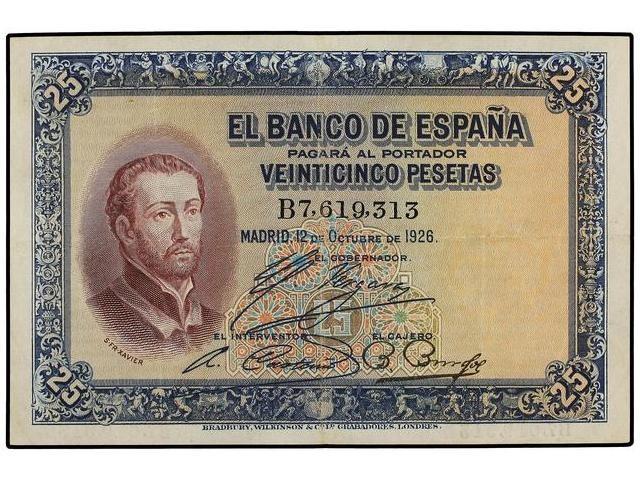 25 25
EL BANCO DE ESPAÑA
PAGARÁ AL PORTADOR
VEINTICINCO PESETAS
B7,619,313
MADRID, 12 DE OCTUBRE DE 1926.
EL GOBERNADOR.
EL INTERVENTOR EL CAJERO.
S. FR. XAVIER
25 25
BRADBURY, WILKINSON & Cº Lº GRABADORES, LONDRES.